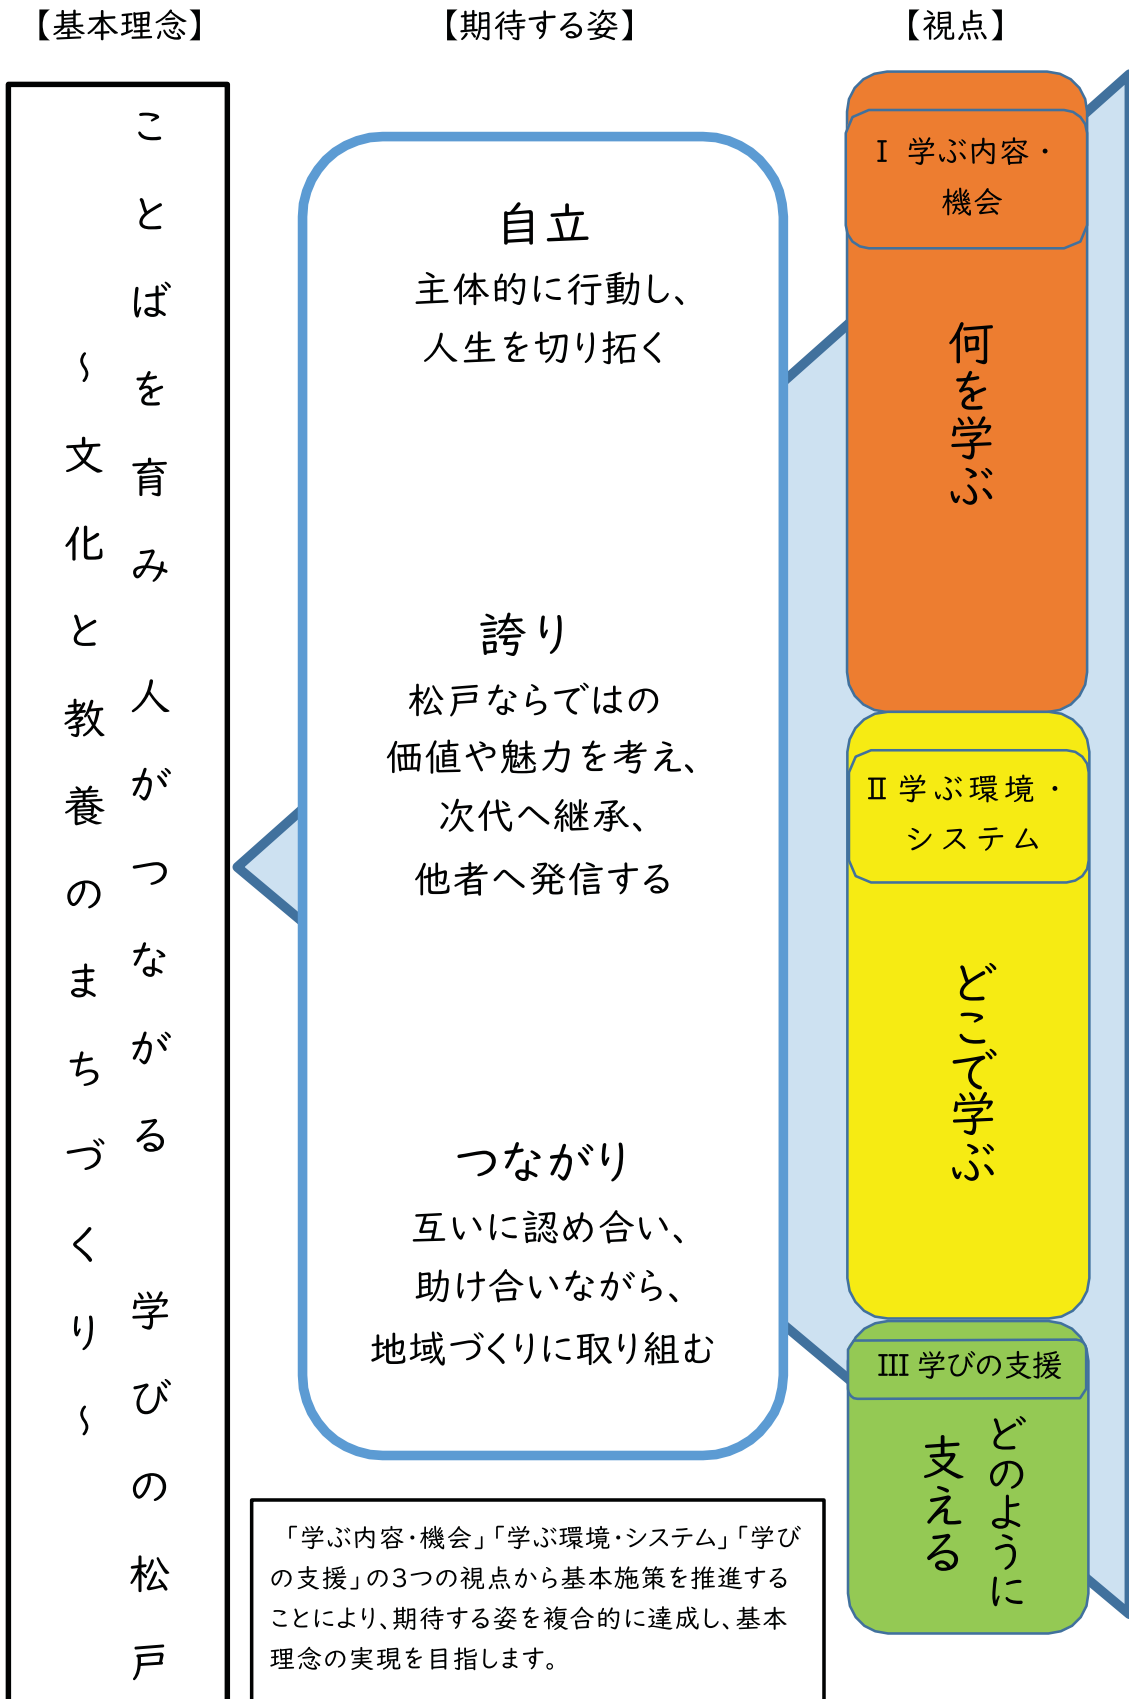 【基本理念】
ことばを育み　人がつながる　学びの松戸
～文化と教養のまちづくり～
【期待する姿】
自立
主体的に行動し、
人生を切り拓く
誇り
松戸ならではの
価値や魅力を考え、
次代へ継承、
他者へ発信する
つながり
互いに認め合い、
助け合いながら、
地域づくりに取り組む
「学ぶ内容・機会」「学ぶ環境・システム」「学び
の支援」の3つの視点から基本施策を推進する
ことにより、期待する姿を複合的に達成し、基本
理念の実現を目指します。
【視点】
Ⅰ 学ぶ内容・
機会
何を学ぶ
Ⅱ 学ぶ環境・
システム
どこで学ぶ
Ⅲ 学びの支援
どのように
支える